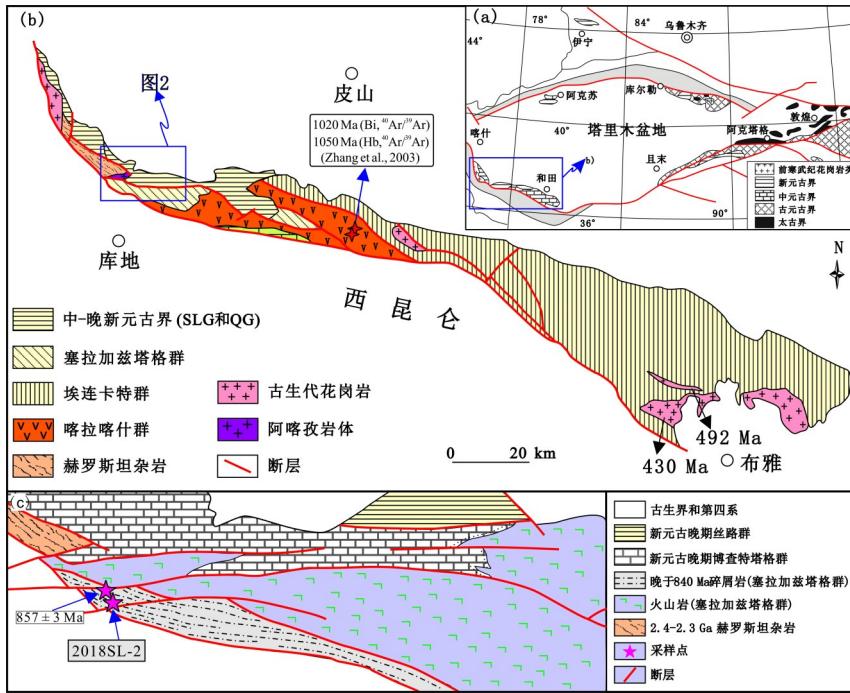 (b)
图2
皮山
1020 Ma (Bi, ⁴⁰Ar/³⁹Ar)
1050 Ma (Hb, ⁴⁰Ar/³⁹Ar)
(Zhang et al., 2003)
库地
西昆仑
N
492 Ma
430 Ma
布雅
0 20 km
中-晚新元古界 (SLG和QG)
塞拉加兹塔格群
埃连卡特群
喀拉喀什群
赫罗斯坦杂岩
古生代花岗岩
阿喀孜岩体
断层
(a)
78°
84°
乌鲁木齐
44°
伊宁
阿克苏
库尔勒
敦煌
喀什
40°
塔里木盆地
阿克塔格
且末
b)
和田
36°
90°
前寒武纪花岗岩类
新元古界
中元古界
古元古界
太古界
c
857 ± 3 Ma
2018SL-2
古生界和第四系
新元古晚期丝路群
新元古晚期博查特塔格群
晚于840 Ma碎屑岩(塞拉加兹塔格群)
火山岩(塞拉加兹塔格群)
2.4-2.3 Ga 赫罗斯坦杂岩
采样点
断层